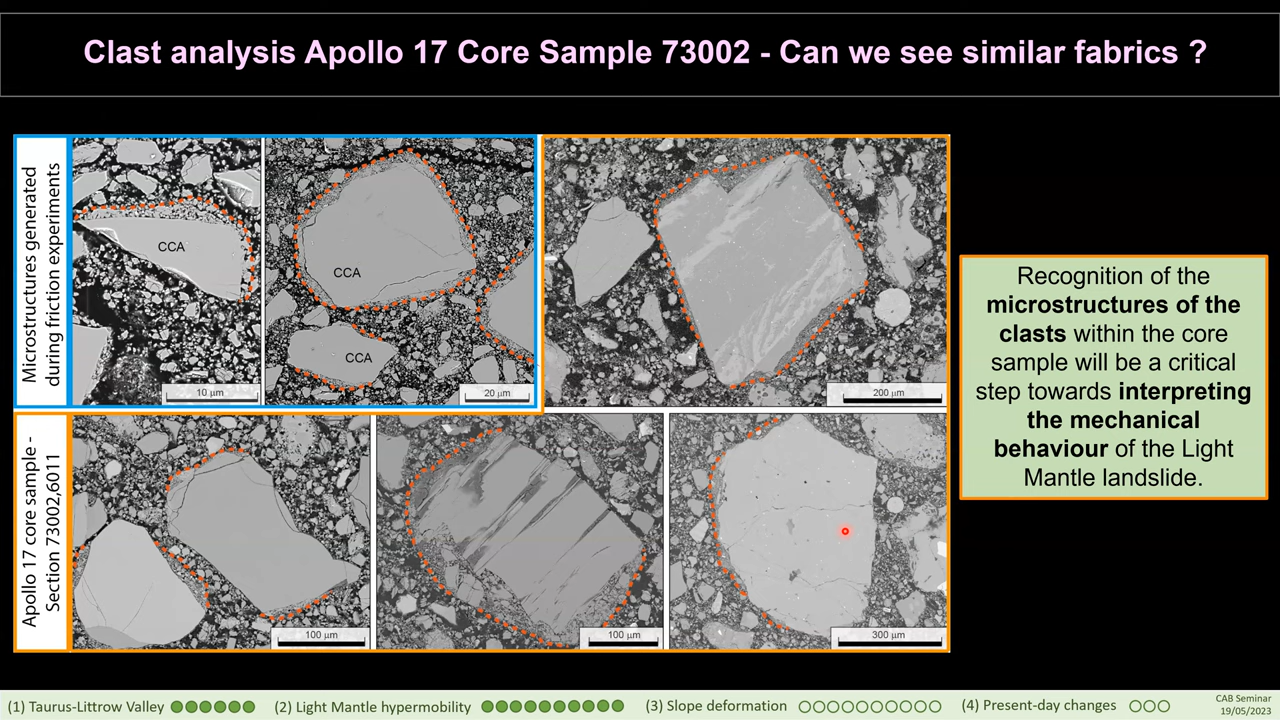 Clast analysis Apollo 17 Core Sample 73002 - Can we see similar fabrics ?
Microstructures generated
during friction experiments
CCA
10 µm
CCA
CCA
20 µm
200 µm
Apollo 17 core sample -
Section 73002,6011
100 µm
100 µm
300 µm
Recognition of the
microstructures of the
clasts within the core
sample will be a critical
step towards interpreting
the mechanical
behaviour of the Light
Mantle landslide.
(1) Taurus-Littrow Valley
(2) Light Mantle hypermobility
(3) Slope deformation
(4) Present-day changes
CAB Seminar
19/05/2023